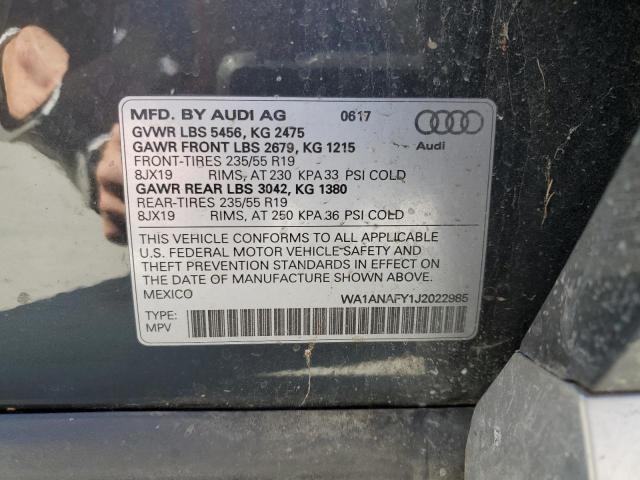 MFD. BY AUDI AG 0617
GVWR LBS 5456, KG 2475
GAWR FRONT LBS 2679, KG 1215
FRONT-TIRES 235/55 R19
8JX19 RIMS, AT 230 KPA 33 PSI COLD
GAWR REAR LBS 3042, KG 1380
REAR-TIRES 235/55 R19
8JX19 RIMS, AT 250 KPA 36 PSI COLD
Audi
THIS VEHICLE CONFORMS TO ALL APPLICABLE
U.S. FEDERAL MOTOR VEHICLE SAFETY AND
THEFT PREVENTION STANDARDS IN EFFECT ON
THE DATE OF MANUFACTURE SHOWN ABOVE.
MEXICO WA1ANAFY1J2022985
TYPE:
MPV